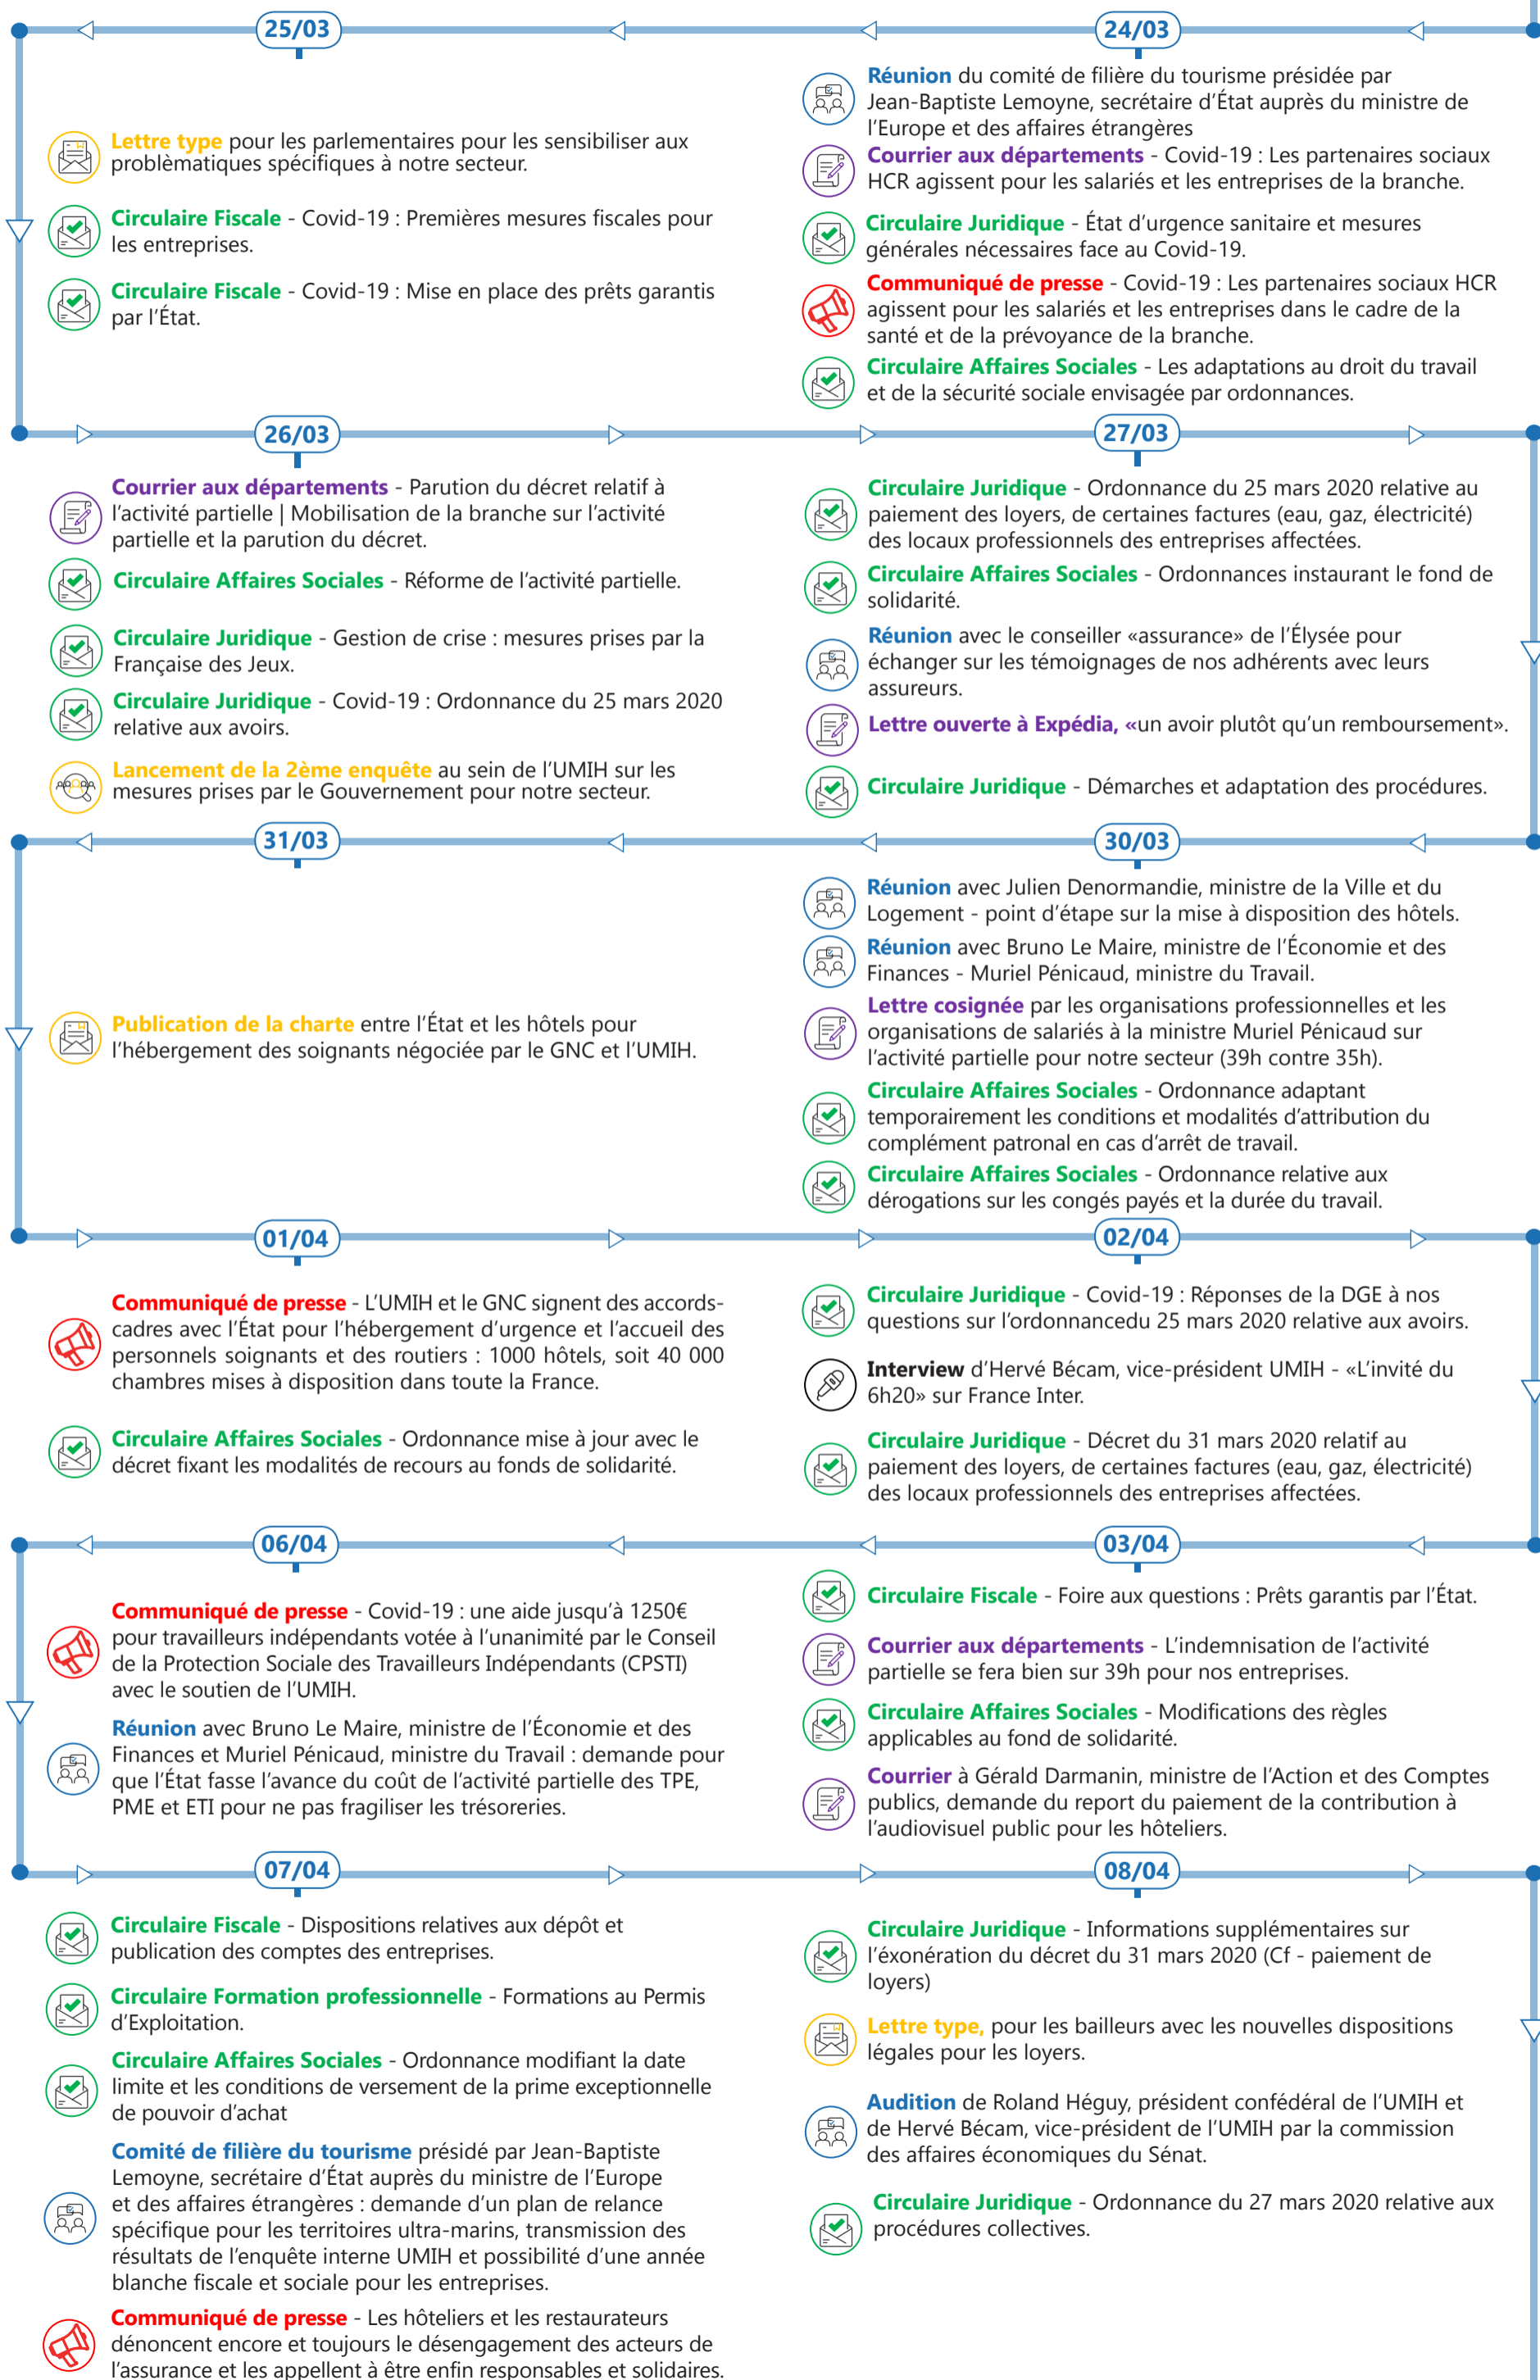 24/03
Réunion du comité de filière du tourisme présidée par
Jean-Baptiste Lemoyne, secrétaire d'État auprès du ministre de
l'Europe et des affaires étrangères
Courrier aux départements - Covid-19 : Les partenaires sociaux
HCR agissent pour les salariés et les entreprises de la branche.
Circulaire Juridique - État d'urgence sanitaire et mesures
générales nécessaires face au Covid-19.
Communiqué de presse - Covid-19 : Les partenaires sociaux HCR
agissent pour les salariés et les entreprises dans le cadre de la
santé et de la prévoyance de la branche.
Circulaire Affaires Sociales - Les adaptations au droit du travail
et de la sécurité sociale envisagée par ordonnances.
25/03
Lettre type pour les parlementaires pour les sensibiliser aux
problèmatiques spécifiques à notre secteur.
Circulaire Fiscale - Covid-19 : Premières mesures fiscales pour
les entreprises.
Circulaire Fiscale - Covid-19 : Mise en place des prêts garantis
par l'État.
26/03
Courrier aux départements - Parution du décret relatif à
l'activité partielle | Mobilisation de la branche sur l'activité
partielle et la parution du décret.
Circulaire Affaires Sociales - Réforme de l'activité partielle.
Circulaire Juridique - Gestion de crise : mesures prises par la
Française des Jeux.
Circulaire Juridique - Covid-19 : Ordonnance du 25 mars 2020
relative aux avoirs.
Lancement de la 2ème enquête au sein de l'UMIH sur les
mesures prises par le Gouvernement pour notre secteur.
27/03
Circulaire Juridique - Ordonnance du 25 mars 2020 relative au
paiement des loyers, de certaines factures (eau, gaz, électricité)
des locaux professionnels des entreprises affectées.
Circulaire Affaires Sociales - Ordonnances instaurant le fond de
solidarité.
Réunion avec le conseiller «assurance» de l'Élysée pour
échanger sur les témoignages de nos adhérents avec leurs
assureurs.
Lettre ouverte à Expédia, «un avoir plutôt qu'un remboursement».
Circulaire Juridique - Démarches et adaptation des procédures.
30/03
Réunion avec Julien Denormandie, ministre de la Ville et du
Logement - point d'étape sur la mise à disposition des hôtels.
Réunion avec Bruno Le Maire, ministre de l'Économie et des
Finances - Muriel Pénicaud, ministre du Travail.
Lettre cosignée par les organisations professionnelles et les
organisations de salariés à la ministre Muriel Pénicaud sur
l'activité partielle pour notre secteur (39h contre 35h).
Circulaire Affaires Sociales - Ordonnance adaptant
temporairement les conditions et modalités d'attribution du
complément patronal en cas d'arrêt de travail.
Circulaire Affaires Sociales - Ordonnance relative aux
dérogations sur les congés payés et la durée du travail.
31/03
Publication de la charte entre l'État et les hôtels pour
l'hébergement des soignants négociée par le GNC et l'UMIH.
01/04
Communiqué de presse - L'UMIH et le GNC signent des accords-
cadres avec l'État pour l'hébergement d'urgence et l'accueil des
personnels soignants et des routiers : 1000 hôtels, soit 40 000
chambres mises à disposition dans toute la France.
Circulaire Affaires Sociales - Ordonnance mise à jour avec le
décret fixant les modalités de recours au fonds de solidarité.
02/04
Circulaire Juridique - Covid-19 : Réponses de la DGE à nos
questions sur l'ordonnancedu 25 mars 2020 relative aux avoirs.
Interview d'Hervé Bécam, vice-président UMIH - «L'invité du
6h20» sur France Inter.
Circulaire Juridique - Décret du 31 mars 2020 relatif au
paiement des loyers, de certaines factures (eau, gaz, électricité)
des locaux professionnels des entreprises affectées.
03/04
Circulaire Fiscale - Foire aux questions : Prêts garantis par l'État.
Courrier aux départements - L'indemnisation de l'activité
partielle se fera bien sur 39h pour nos entreprises.
Circulaire Affaires Sociales - Modifications des règles
applicables au fond de solidarité.
Courrier à Gérald Darmanin, ministre de l'Action et des Comptes
publics, demande du report du paiement de la contribution à
l'audiovisuel public pour les hôteliers.
06/04
Communiqué de presse - Covid-19 : une aide jusqu'à 1250€
pour travailleurs indépendants votée à l'unanimité par le Conseil
de la Protection Sociale des Travailleurs Indépendants (CPSTI)
avec le soutien de l'UMIH.
Réunion avec Bruno Le Maire, ministre de l'Économie et des
Finances et Muriel Pénicaud, ministre du Travail : demande pour
que l'État fasse l'avance du coût de l'activité partielle des TPE,
PME et ETI pour ne pas fragiliser les trésoreries.
07/04
Circulaire Fiscale - Dispositions relatives aux dépôt et
publication des comptes des entreprises.
Circulaire Formation professionnelle - Formations au Permis
d'Exploitation.
Circulaire Affaires Sociales - Ordonnance modifiant la date
limite et les conditions de versement de la prime exceptionnelle
de pouvoir d'achat
Comité de filière du tourisme présidé par Jean-Baptiste
Lemoyne, secrétaire d'État auprès du ministre de l'Europe
et des affaires étrangères : demande d'un plan de relance
spécifique pour les territoires ultra-marins, transmission des
résultats de l'enquête interne UMIH et possibilité d'une année
blanche fiscale et sociale pour les entreprises.
Communiqué de presse - Les hôteliers et les restaurateurs
dénoncent encore et toujours le désengagement des acteurs de
l'assurance et les appellent à être enfin responsables et solidaires.
08/04
Circulaire Juridique - Informations supplémentaires sur
l'éxonération du décret du 31 mars 2020 (Cf - paiement de
loyers)
Lettre type, pour les bailleurs avec les nouvelles dispositions
légales pour les loyers.
Audition de Roland Héguy, président confédéral de l'UMIH et
de Hervé Bécam, vice-président de l'UMIH par la commission
des affaires économiques du Sénat.
Circulaire Juridique - Ordonnance du 27 mars 2020 relative aux
procédures collectives.